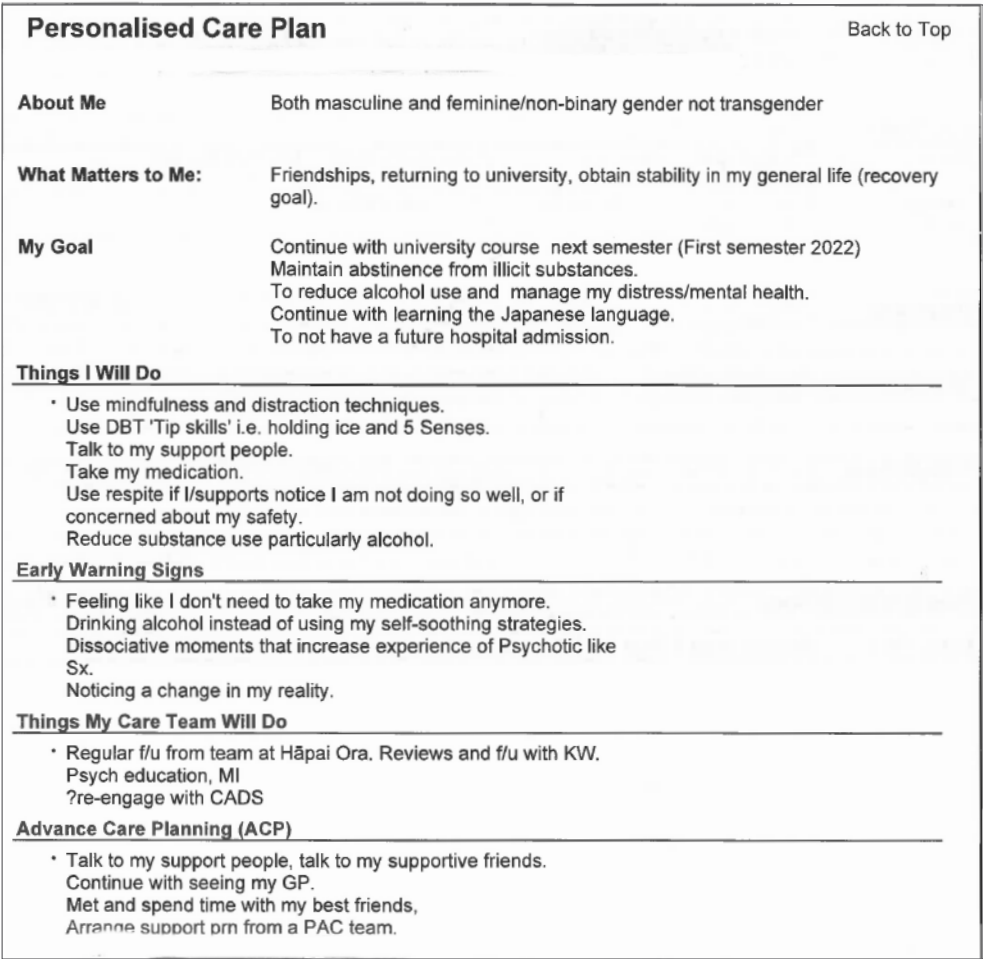 Personalised Care Plan Back to Top
About Me Both masculine and feminine/non-binary gender not transgender
What Matters to Me: Friendships, returning to university, obtain stability in my general life (recovery
goal).
My Goal Continue with university course next semester (First semester 2022)
Maintain abstinence from illicit substances.
To reduce alcohol use and manage my distress/mental health.
Continue with learning the Japanese language.
To not have a future hospital admission.
Things I Will Do
· Use mindfulness and distraction techniques.
Use DBT 'Tip skills' i.e. holding ice and 5 Senses.
Talk to my support people.
Take my medication.
Use respite if I/supports notice I am not doing so well, or if
concerned about my safety.
Reduce substance use particularly alcohol.
Early Warning Signs
· Feeling like I don't need to take my medication anymore.
Drinking alcohol instead of using my self-soothing strategies.
Dissociative moments that increase experience of Psychotic like
Sx.
Noticing a change in my reality.
Things My Care Team Will Do
· Regular f/u from team at Hāpai Ora. Reviews and f/u with KW.
Psych education, MI
?re-engage with CADS
Advance Care Planning (ACP)
· Talk to my support people, talk to my supportive friends.
Continue with seeing my GP.
Met and spend time with my best friends,
Arrange support prn from a PAC team.